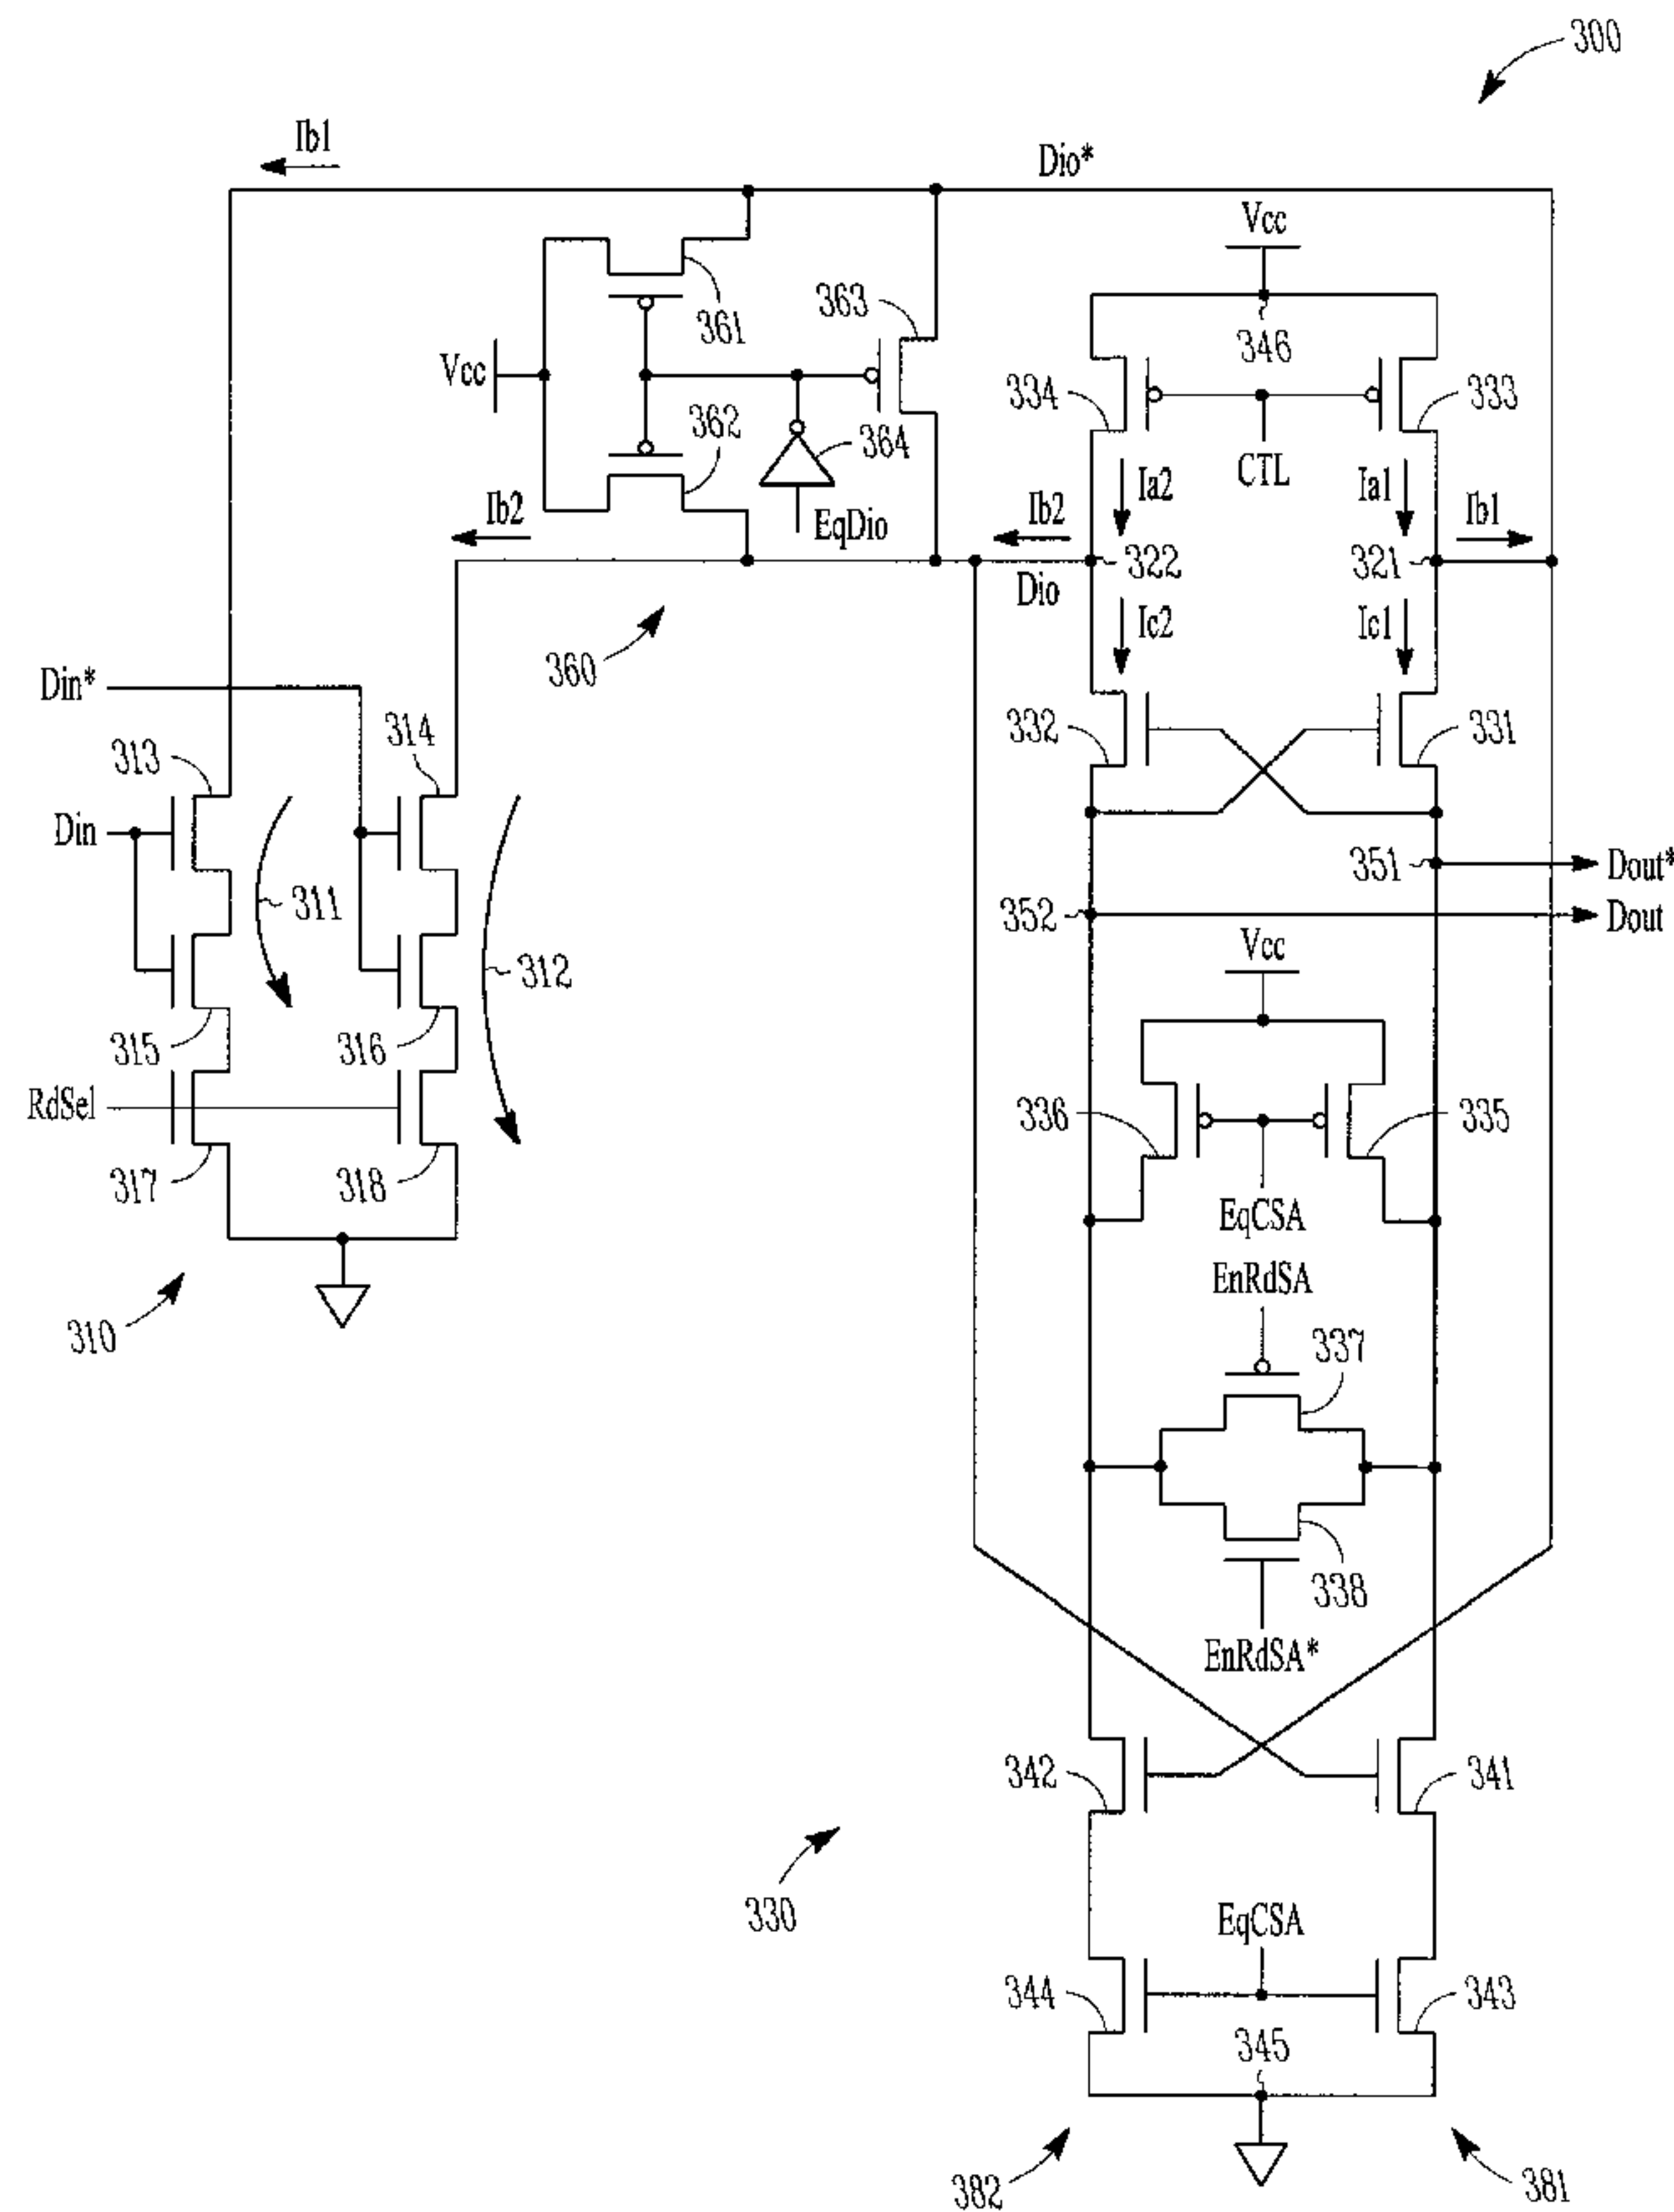 300
Ib1
Dio*
Vcc
363
361
346
Vcc
334
333
362
364
CTL
Ia2
Ia1
Ib2
EqDio
Ib2
Ib1
322
321
Dio
Ic2
Ic1
360
Din*
314
332
331
313
Din
351
Dout*
311
352
Dout
Vcc
312
315
316
336
335
RdSel
317
318
EqCSA
EnRdSA
310
337
338
EnRdSA*
342
341
330
EqCSA
344
343
345
382
381